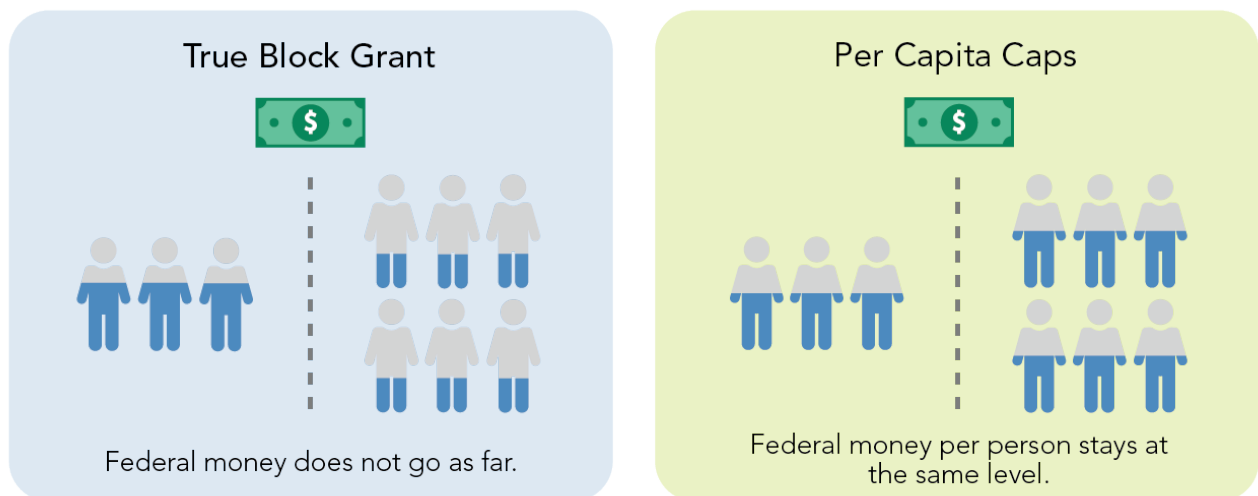 True Block Grant
$
Federal money does not go as far.
Per Capita Caps
$
Federal money per person stays at
the same level.